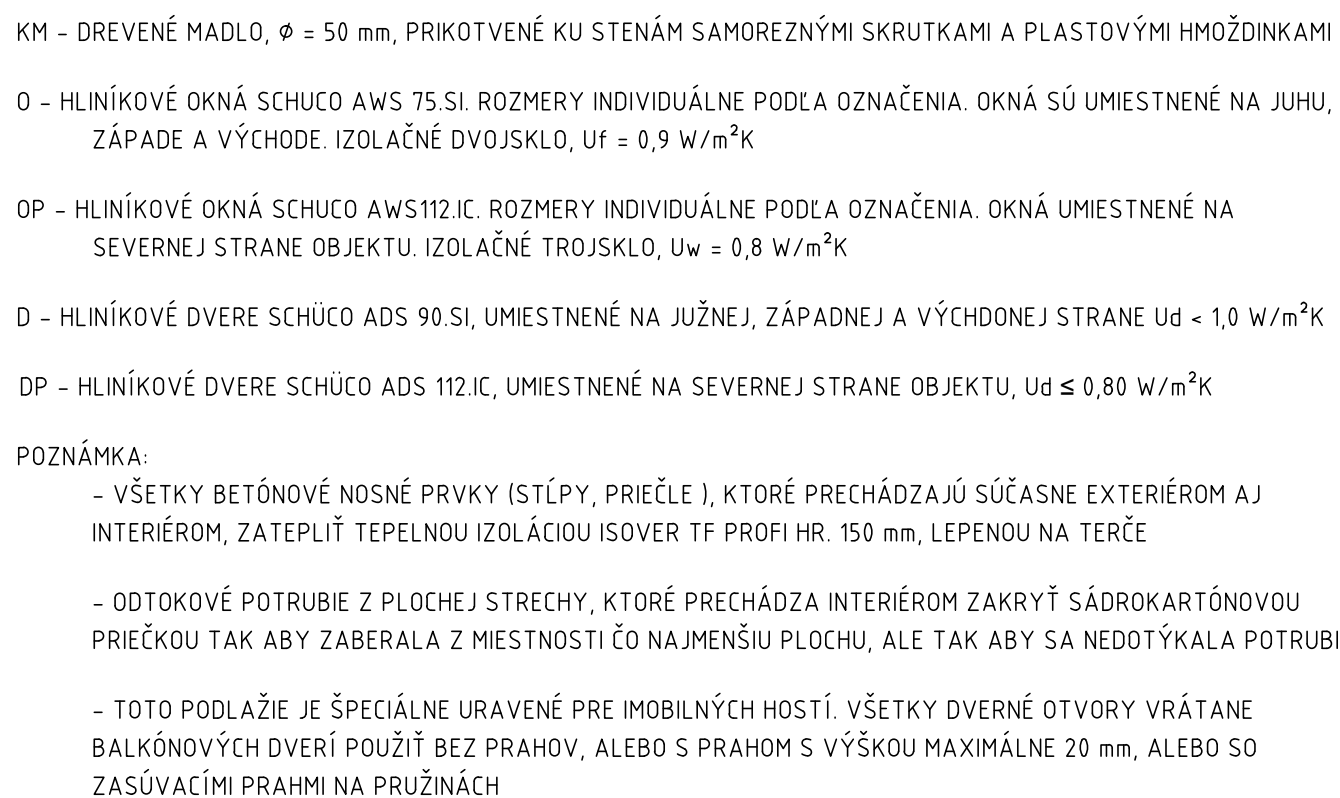 KM - DREVENÉ MADLO, ø = 50 mm, PRIKOTVENÉ KU STENÁM SAMOREZNÝMI SKRUTKAMI A PLASTOVÝMI HMOŽDINKAMI
O - HLINÍKOVÉ OKNÁ SCHUCO AWS 75.SI. ROZMERY INDIVIDUÁLNE PODĽA OZNAČENIA. OKNÁ SÚ UMIESTNENÉ NA JUHU,
ZÁPADE A VÝCHODE. IZOLAČNÉ DVOJSKLO, Uf = 0,9 W/m²K
OP - HLINÍKOVÉ OKNÁ SCHUCO AWS112.IC. ROZMERY INDIVIDUÁLNE PODĽA OZNAČENIA. OKNÁ UMIESTNENÉ NA
SEVERNEJ STRANE OBJEKTU. IZOLAČNÉ TROJSKLO, Uw = 0,8 W/m²K
D - HLINÍKOVÉ DVERE SCHÜCO ADS 90.SI, UMIESTNENÉ NA JUŽNEJ, ZÁPADNEJ A VÝCHDONEJ STRANE Ud < 1,0 W/m²K
DP - HLINÍKOVÉ DVERE SCHÜCO ADS 112.IC, UMIESTNENÉ NA SEVERNEJ STRANE OBJEKTU, Ud ≤ 0,80 W/m²K
POZNÁMKA:
- VŠETKY BETÓNOVÉ NOSNÉ PRVKY (STĹPY, PRIEČLE ), KTORÉ PRECHÁDZAJÚ SÚČASNE EXTERIÉROM AJ
INTERIÉROM, ZATEPLIŤ TEPELNOU IZOLÁCIOU ISOVER TF PROFI HR. 150 mm, LEPENOU NA TERČE
- ODTOKOVÉ POTRUBIE Z PLOCHEJ STRECHY, KTORÉ PRECHÁDZA INTERIÉROM ZAKRYŤ SÁDROKARTÓNOVOU
PRIEČKOU TAK ABY ZABERALA Z MIESTNOSTI ČO NAJMENŠIU PLOCHU, ALE TAK ABY SA NEDOTÝKALA POTRUBI
- TOTO PODLAŽIE JE ŠPECIÁLNE URAVENÉ PRE IMOBILNÝCH HOSTÍ. VŠETKY DVERNÉ OTVORY VRÁTANE
BALKÓNOVÝCH DVERÍ POUŽIŤ BEZ PRAHOV, ALEBO S PRAHOM S VÝŠKOU MAXIMÁLNE 20 mm, ALEBO SO
ZASÚVACÍMI PRAHMI NA PRUŽINÁCH